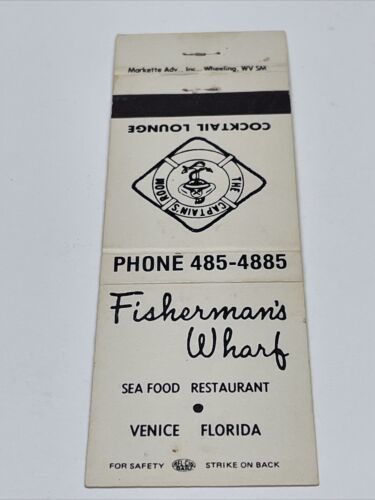 Markette Adv., Inc., Wheeling, WV SM
COCKTAIL LOUNGE
THE CAPTAIN'S ROOM
PHONE 485-4885
Fisherman's
Wharf
SEA FOOD RESTAURANT
VENICE FLORIDA
FOR SAFETY STRIKE ON BACK